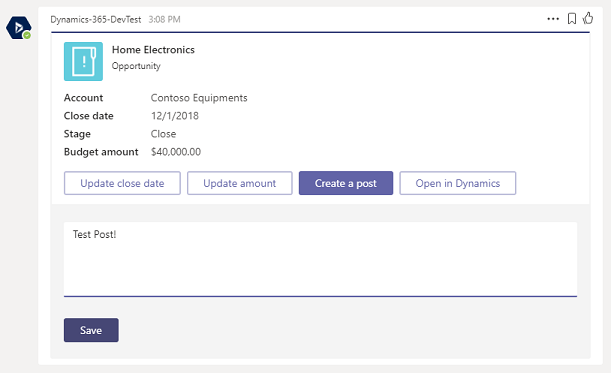 Dynamics-365-DevTest 3:08 PM
Home Electronics
Opportunity
Account Contoso Equipments
Close date 12/1/2018
Stage Close
Budget amount $40,000.00
Update close date Update amount Create a post Open in Dynamics
Test Post!
Save